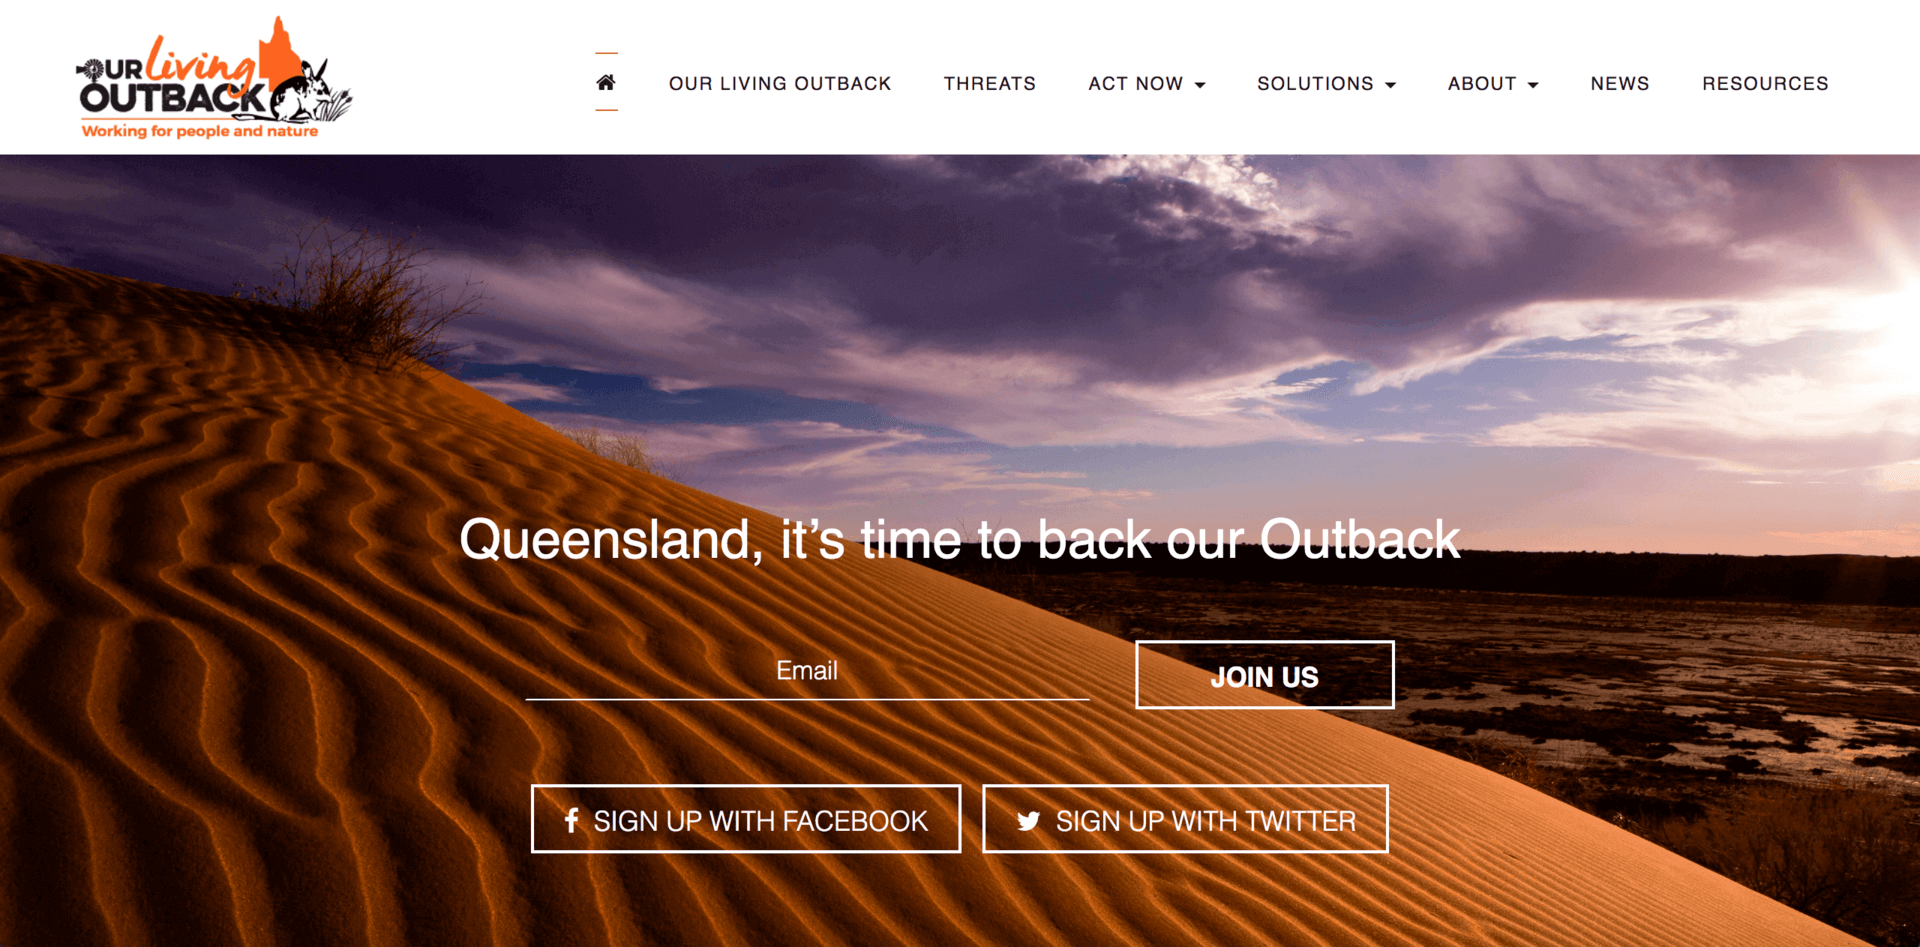 OUR Living
OUTBACK
Working for people and nature
OUR LIVING OUTBACK
THREATS
ACT NOW
SOLUTIONS
ABOUT
NEWS
RESOURCES
Queensland, it’s time to back our Outback
Email
JOIN US
SIGN UP WITH FACEBOOK
SIGN UP WITH TWITTER